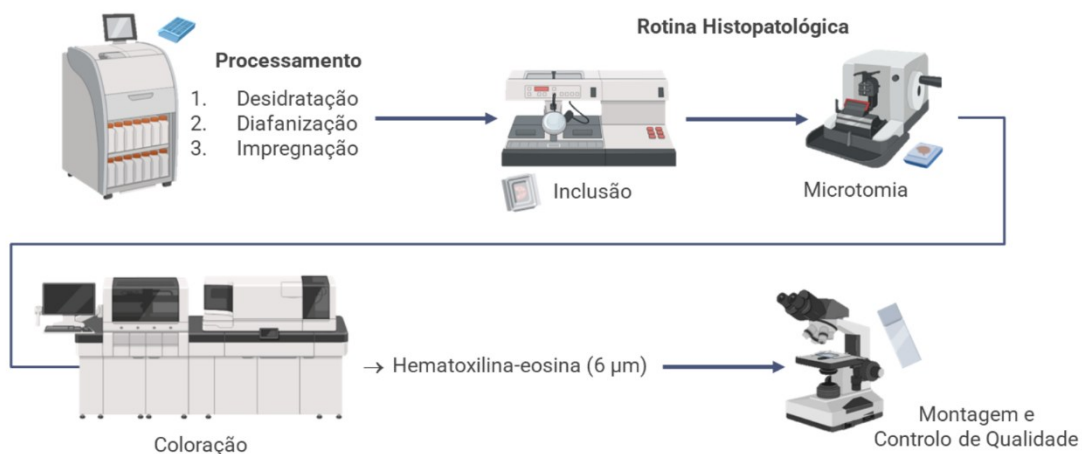 Rotina Histopatológica
Processamento
1. Desidratação
2. Diafanização
3. Impregnação
Inclusão
Microtomia
Coloração
→ Hematoxilina-eosina (6 µm)
Montagem e
Controlo de Qualidade